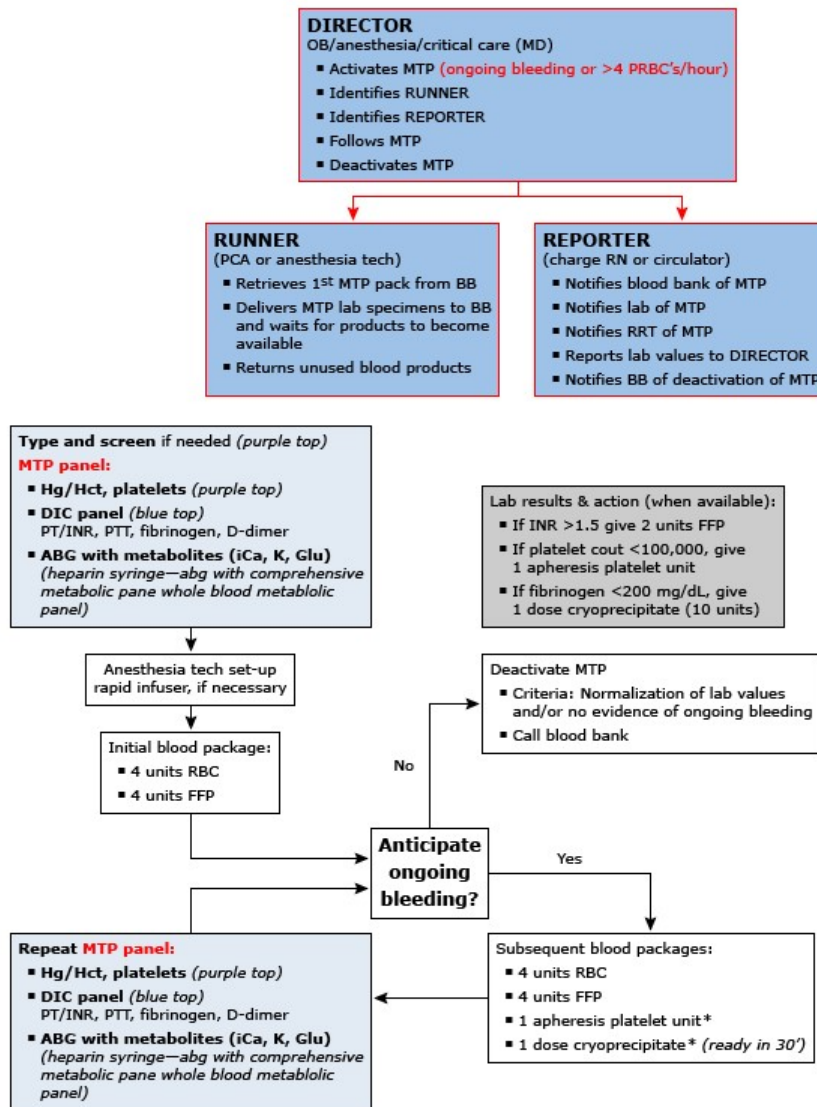 DIRECTOR
OB/anesthesia/critical care (MD)
▪ Activates MTP (ongoing bleeding or >4 PRBC's/hour)
▪ Identifies RUNNER
▪ Identifies REPORTER
▪ Follows MTP
▪ Deactivates MTP
RUNNER
(PCA or anesthesia tech)
▪ Retrieves 1st MTP pack from BB
▪ Delivers MTP lab specimens to BB
and waits for products to become
available
▪ Returns unused blood products
REPORTER
(charge RN or circulator)
▪ Notifies blood bank of MTP
▪ Notifies lab of MTP
▪ Notifies RRT of MTP
▪ Reports lab values to DIRECTOR
▪ Notifies BB of deactivation of MTP
Type and screen if needed (purple top)
MTP panel:
▪ Hg/Hct, platelets (purple top)
▪ DIC panel (blue top)
PT/INR, PTT, fibrinogen, D-dimer
▪ ABG with metabolites (iCa, K, Glu)
(heparin syringe—abg with comprehensive
metabolic pane whole blood metablolic
panel)
Lab results & action (when available):
▪ If INR >1.5 give 2 units FFP
▪ If platelet cout <100,000, give
1 apheresis platelet unit
▪ If fibrinogen <200 mg/dL, give
1 dose cryoprecipitate (10 units)
Anesthesia tech set-up
rapid infuser, if necessary
Initial blood package:
▪ 4 units RBC
▪ 4 units FFP
Deactivate MTP
▪ Criteria: Normalization of lab values
and/or no evidence of ongoing bleeding
▪ Call blood bank
No
Anticipate
ongoing
bleeding?
Yes
Subsequent blood packages:
▪ 4 units RBC
▪ 4 units FFP
▪ 1 apheresis platelet unit*
▪ 1 dose cryoprecipitate* (ready in 30')
Repeat MTP panel:
▪ Hg/Hct, platelets (purple top)
▪ DIC panel (blue top)
PT/INR, PTT, fibrinogen, D-dimer
▪ ABG with metabolites (iCa, K, Glu)
(heparin syringe—abg with comprehensive
metabolic pane whole blood metablolic
panel)